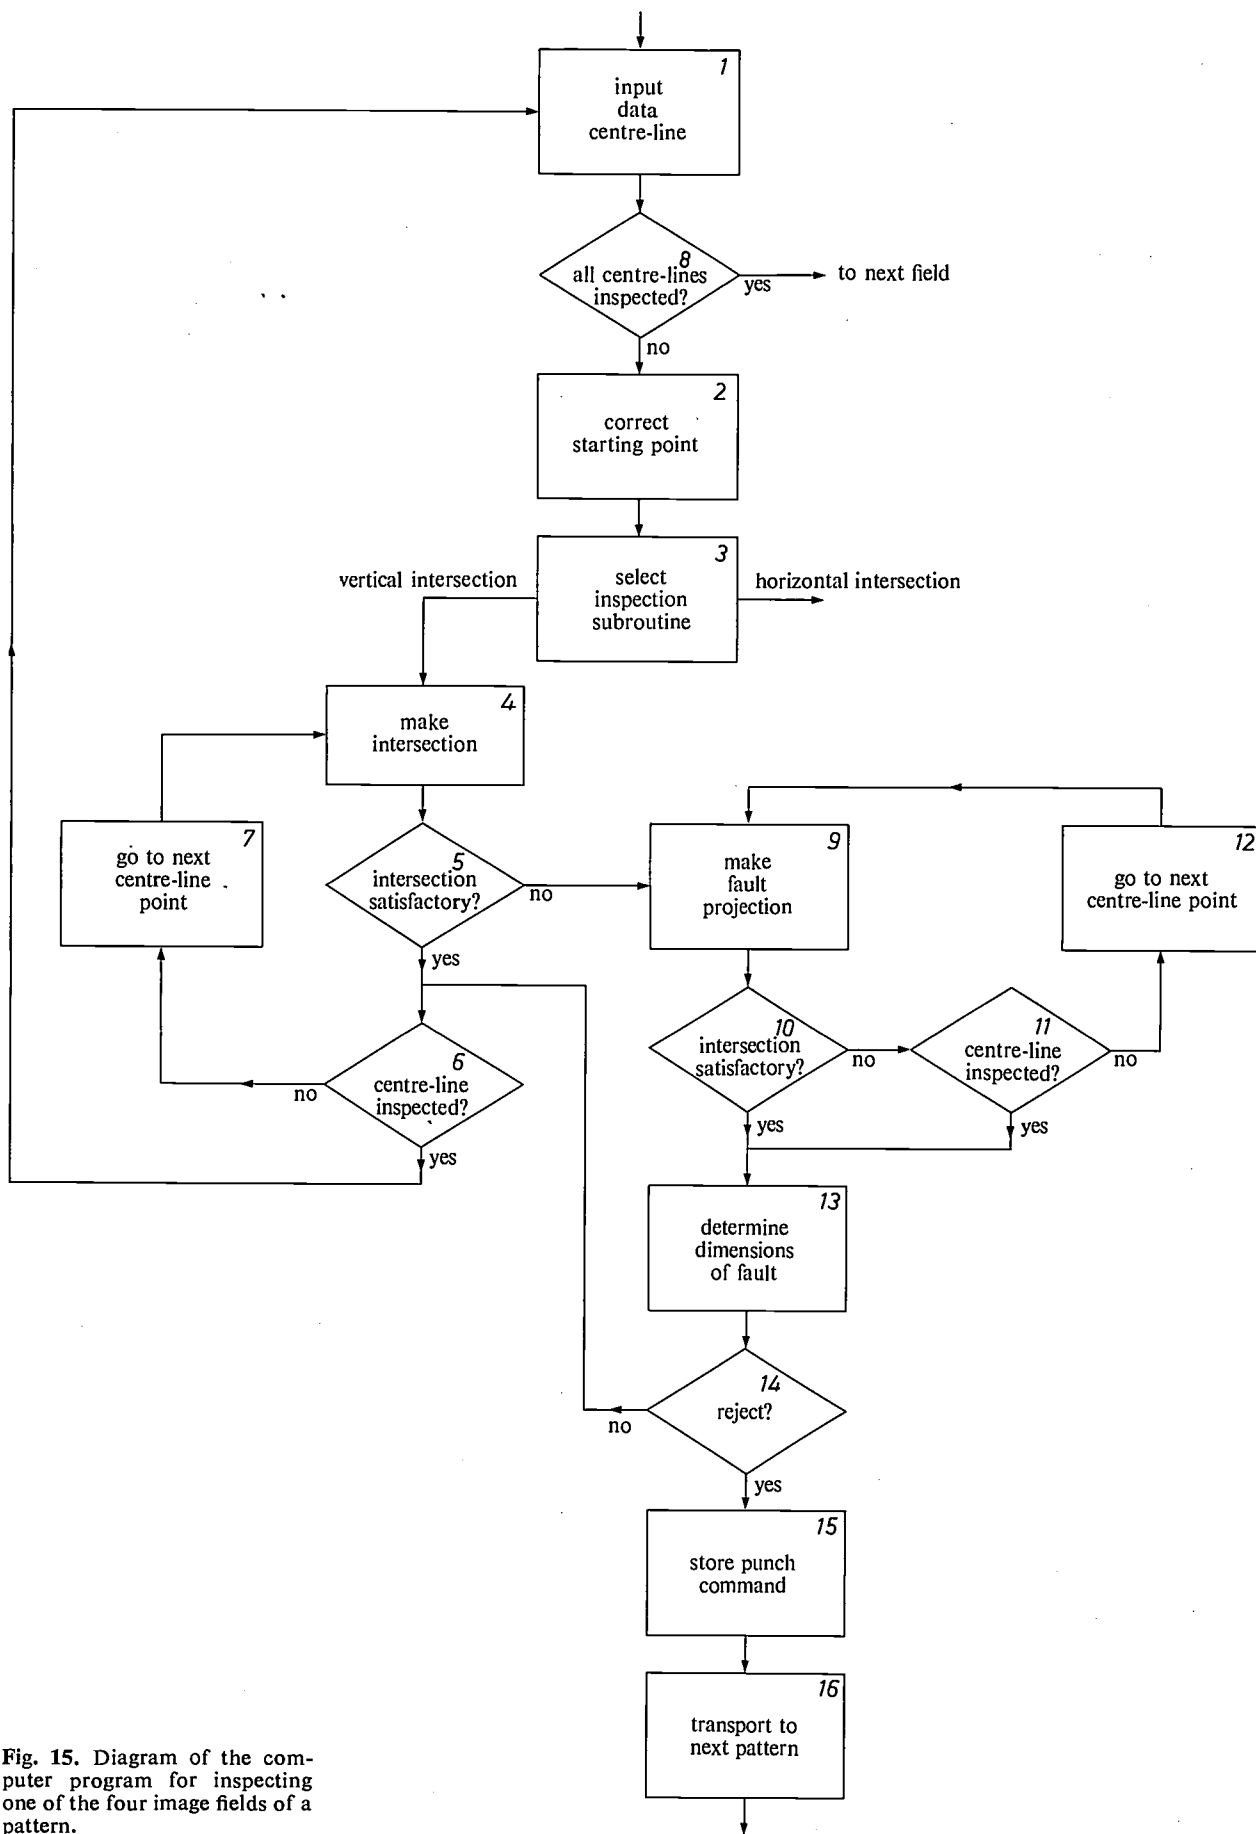 1
input
data
centre-line
8
all centre-lines
inspected?
yes
to next field
no
2
correct
starting point
3
select
inspection
subroutine
vertical intersection
horizontal intersection
4
make
intersection
7
go to next
centre-line
point
5
intersection
satisfactory?
no
yes
9
make
fault
projection
12
go to next
centre-line point
6
centre-line
inspected?
no
yes
10
intersection
satisfactory?
no
yes
11
centre-line
inspected?
no
yes
13
determine
dimensions
of fault
14
reject?
no
yes
15
store punch
command
16
transport to
next pattern
Fig. 15. Diagram of the com-
puter program for inspecting
one of the four image fields of a
pattern.